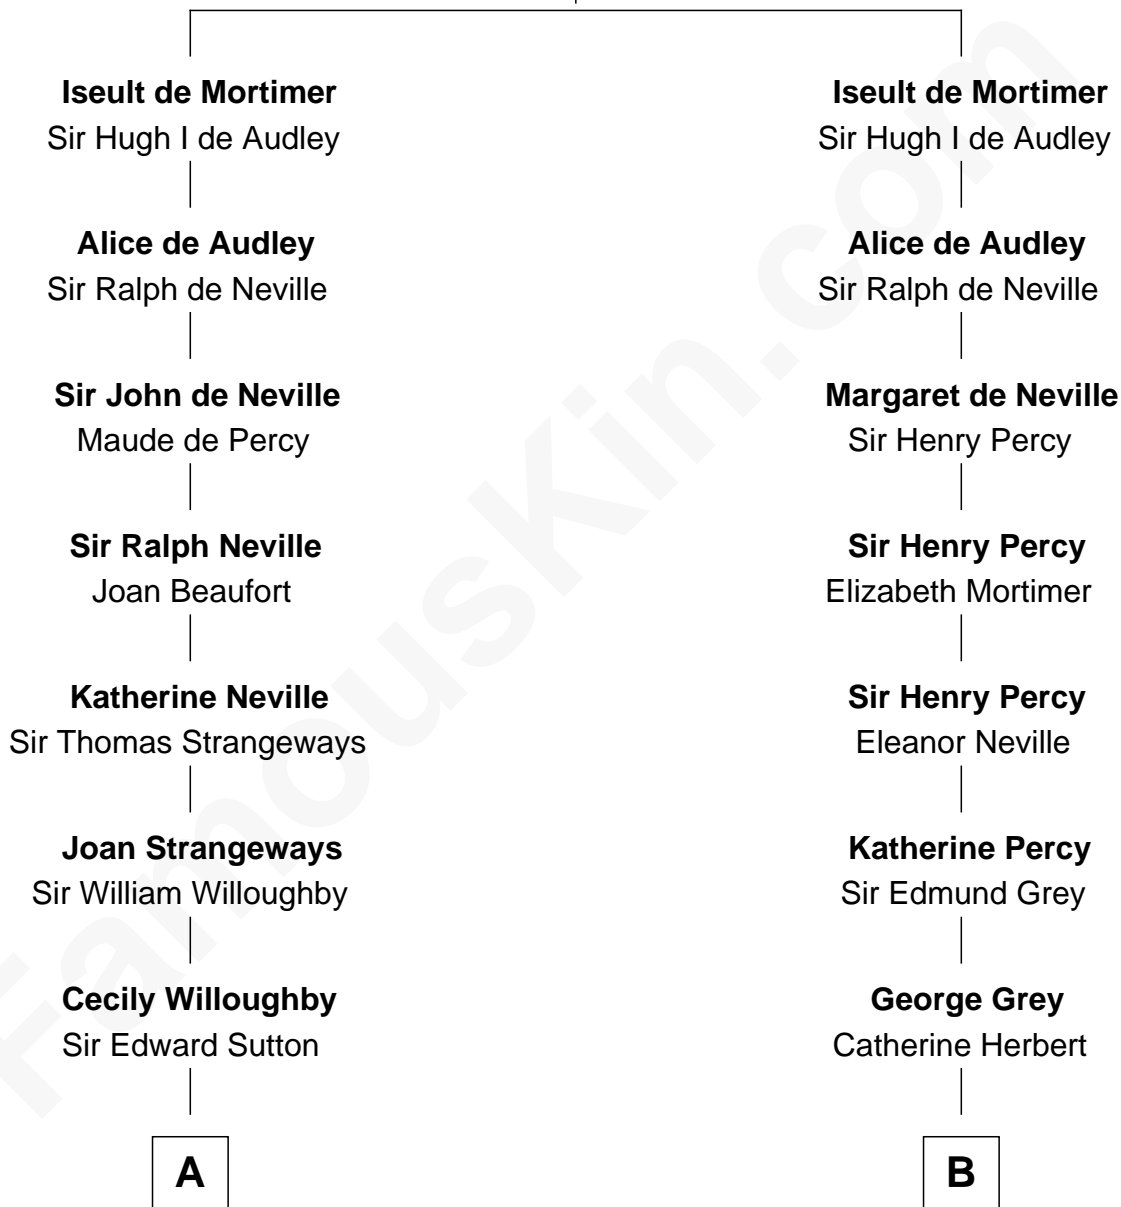 Iseult de Mortimer
Sir Hugh I de Audley
Alice de Audley
Sir Ralph de Neville
Sir John de Neville
Maude de Percy
Sir Ralph Neville
Joan Beaufort
Katherine Neville
Sir Thomas Strangeways
Joan Strangeways
Sir William Willoughby
Cecily Willoughby
Sir Edward Sutton
A
Iseult de Mortimer
Sir Hugh I de Audley
Alice de Audley
Sir Ralph de Neville
Margaret de Neville
Sir Henry Percy
Sir Henry Percy
Elizabeth Mortimer
Sir Henry Percy
Eleanor Neville
Katherine Percy
Sir Edmund Grey
George Grey
Catherine Herbert
B
FamousKin.com